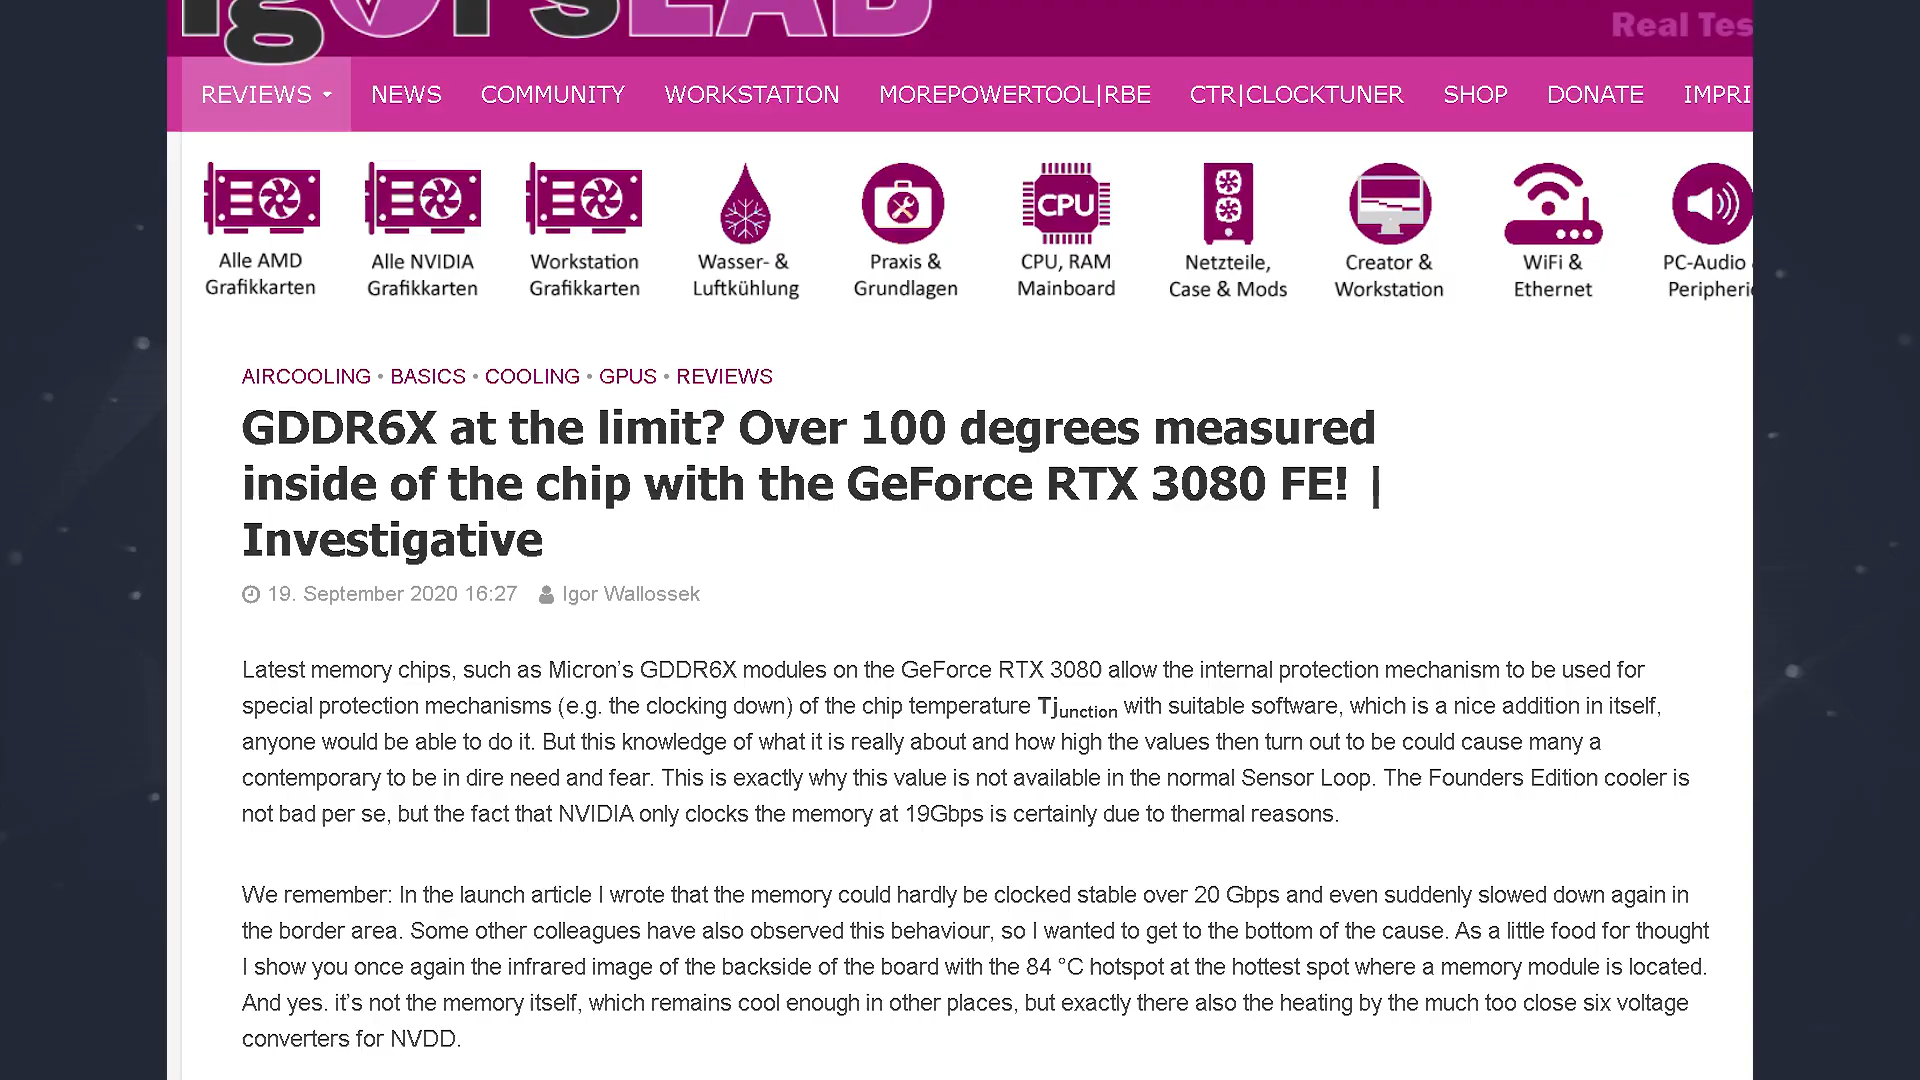 IgorsLAB
Real Tes
REVIEWS NEWS COMMUNITY WORKSTATION MOREPOWERTOOL|RBE CTR|CLOCKTUNER SHOP DONATE IMPRI
CPU
Alle AMD
Grafikkarten
Alle NVIDIA
Grafikkarten
Workstation
Grafikkarten
Wasser- &
Luftkühlung
Praxis &
Grundlagen
CPU, RAM
Mainboard
Netzteile,
Case & Mods
Creator &
Workstation
WiFi &
Ethernet
PC-Audio
Peripherie
AIRCOOLING • BASICS • COOLING • GPUS • REVIEWS
GDDR6X at the limit? Over 100 degrees measured
inside of the chip with the GeForce RTX 3080 FE! |
Investigative
19. September 2020 16:27 Igor Wallossek
Latest memory chips, such as Micron’s GDDR6X modules on the GeForce RTX 3080 allow the internal protection mechanism to be used for
special protection mechanisms (e.g. the clocking down) of the chip temperature Tjunction with suitable software, which is a nice addition in itself,
anyone would be able to do it. But this knowledge of what it is really about and how high the values then turn out to be could cause many a
contemporary to be in dire need and fear. This is exactly why this value is not available in the normal Sensor Loop. The Founders Edition cooler is
not bad per se, but the fact that NVIDIA only clocks the memory at 19Gbps is certainly due to thermal reasons.
We remember: In the launch article I wrote that the memory could hardly be clocked stable over 20 Gbps and even suddenly slowed down again in
the border area. Some other colleagues have also observed this behaviour, so I wanted to get to the bottom of the cause. As a little food for thought
I show you once again the infrared image of the backside of the board with the 84 °C hotspot at the hottest spot where a memory module is located.
And yes. it’s not the memory itself, which remains cool enough in other places, but exactly there also the heating by the much too close six voltage
converters for NVDD.